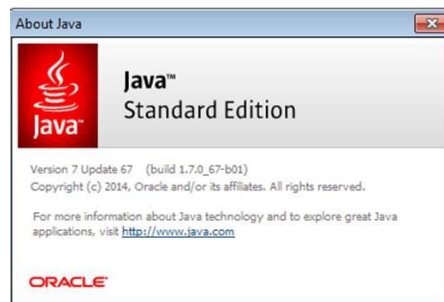 About Java
Java™
Java™
Standard Edition
Version 7 Update 67 (build 1.7.0_67-b01)
Copyright (c) 2014, Oracle and/or its affiliates. All rights reserved.
For more information about Java technology and to explore great Java
applications, visit http://www.java.com
ORACLE